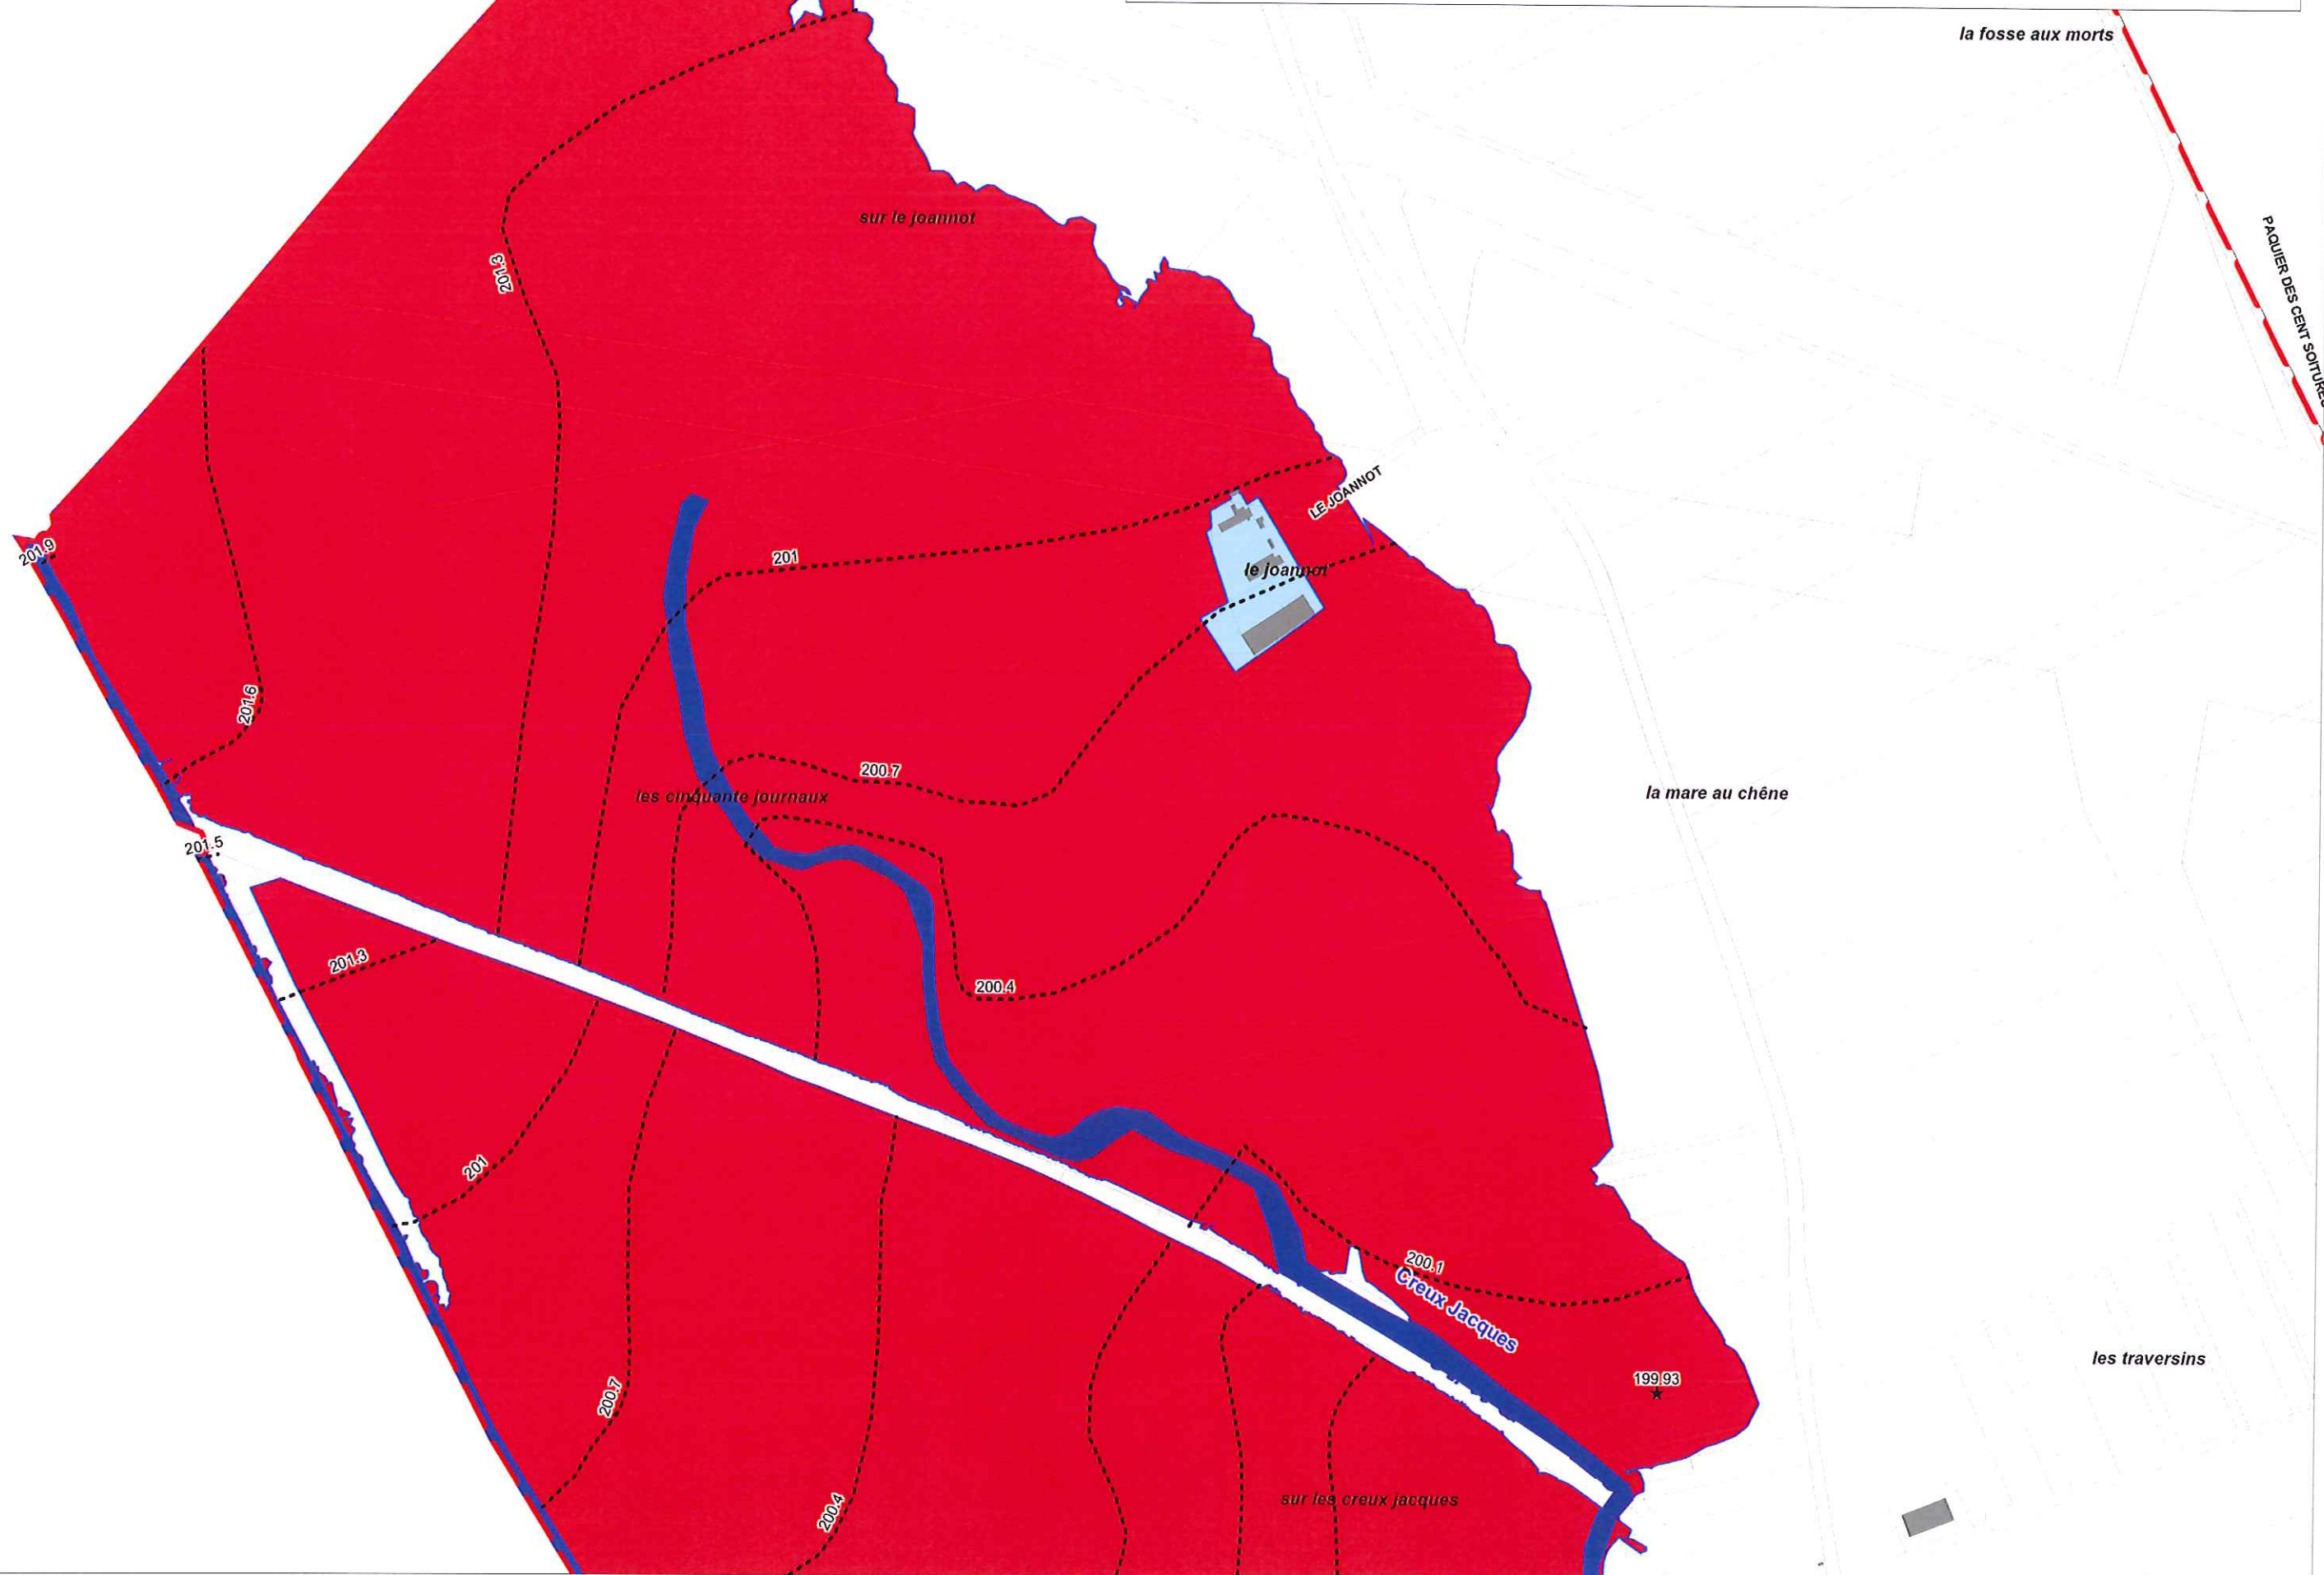 la fosse aux morts
PAQUIER DES CENT SOITURES
sur le joannot
201.3
LE JOANNOT
201.9
201
le joannot
201.6
200.7
les cinquante journaux
la mare au chêne
201.5
201.3
200.4
201
200.1
Creux Jacques
les traversins
199.93
200.7
200.4
sur les creux jacques